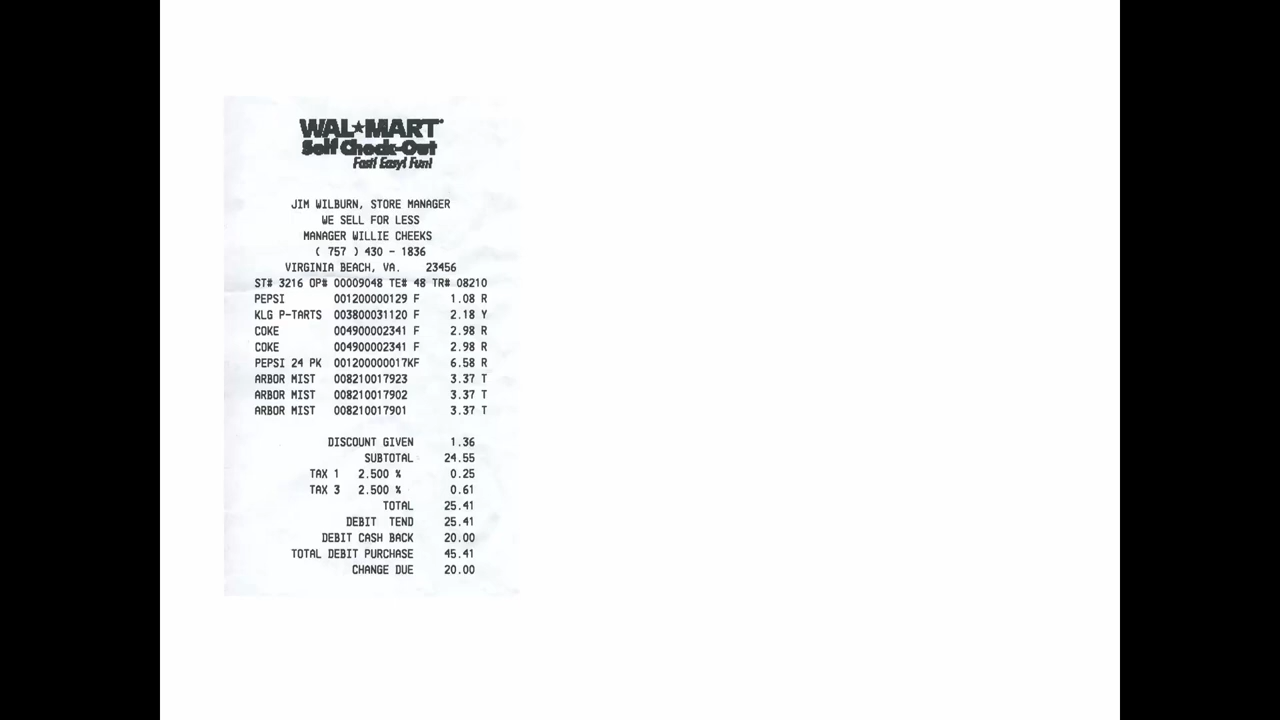 WAL★MART
Self Check-Out
Fast! Easy! Fun!
JIM WILBURN, STORE MANAGER
WE SELL FOR LESS
MANAGER WILLIE CHEEKS
( 757 ) 430 - 1836
VIRGINIA BEACH, VA. 23456
ST# 3216 OP# 00009048 TE# 48 TR# 08210
PEPSI 001200000129 F 1.08 R
KLG P-TARTS 003800031120 F 2.18 Y
COKE 004900002341 F 2.98 R
COKE 004900002341 F 2.98 R
PEPSI 24 PK 001200000017KF 6.58 R
ARBOR MIST 008210017923 3.37 T
ARBOR MIST 008210017902 3.37 T
ARBOR MIST 008210017901 3.37 T
DISCOUNT GIVEN 1.36
SUBTOTAL 24.55
TAX 1 2.500 % 0.25
TAX 3 2.500 % 0.61
TOTAL 25.41
DEBIT TEND 25.41
DEBIT CASH BACK 20.00
TOTAL DEBIT PURCHASE 45.41
CHANGE DUE 20.00